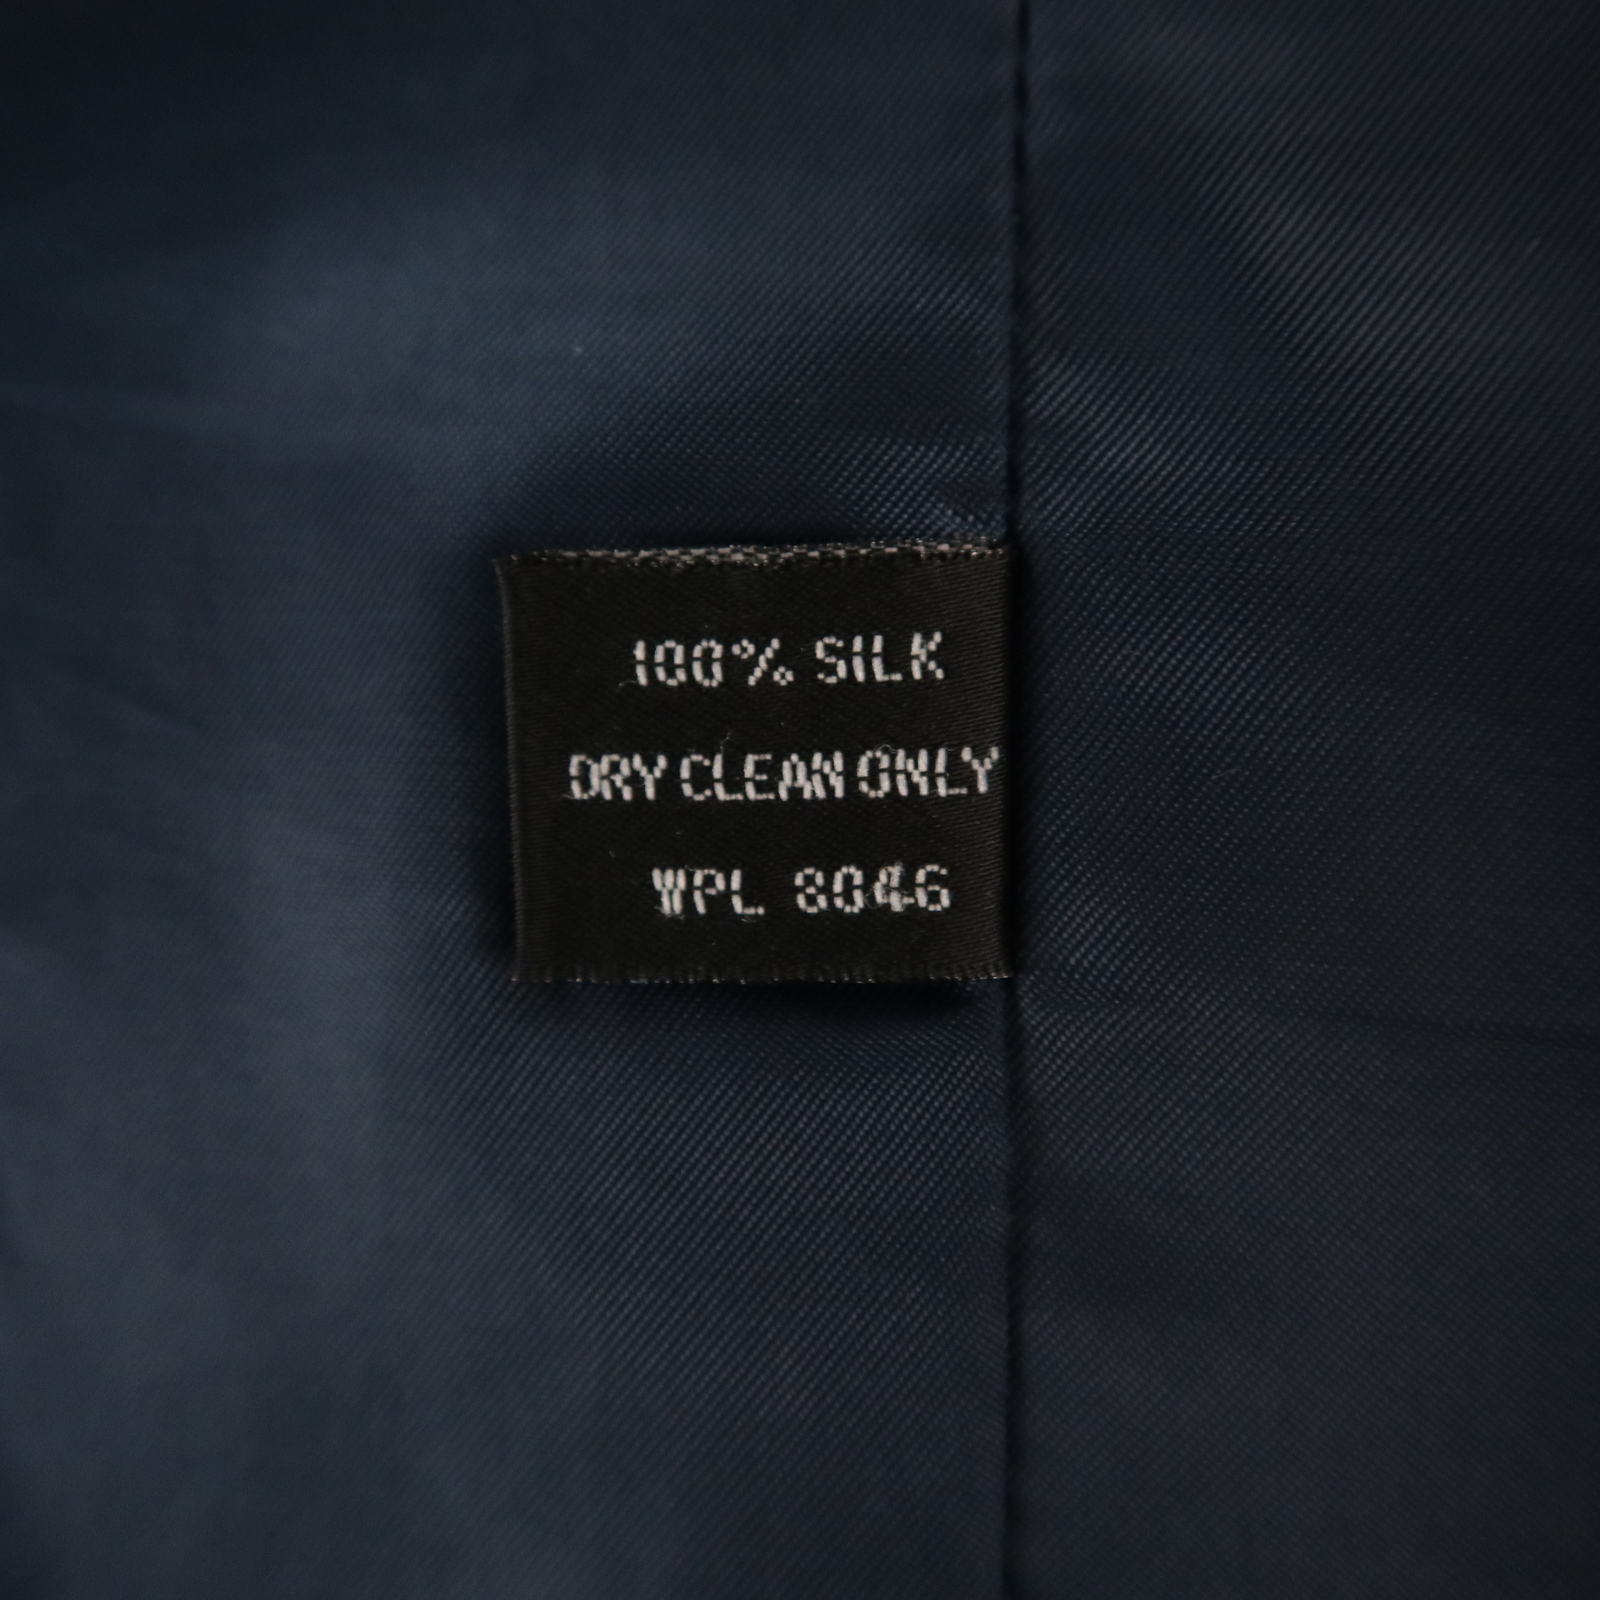 100% SILK
DRY CLEAN ONLY
WPL 8046